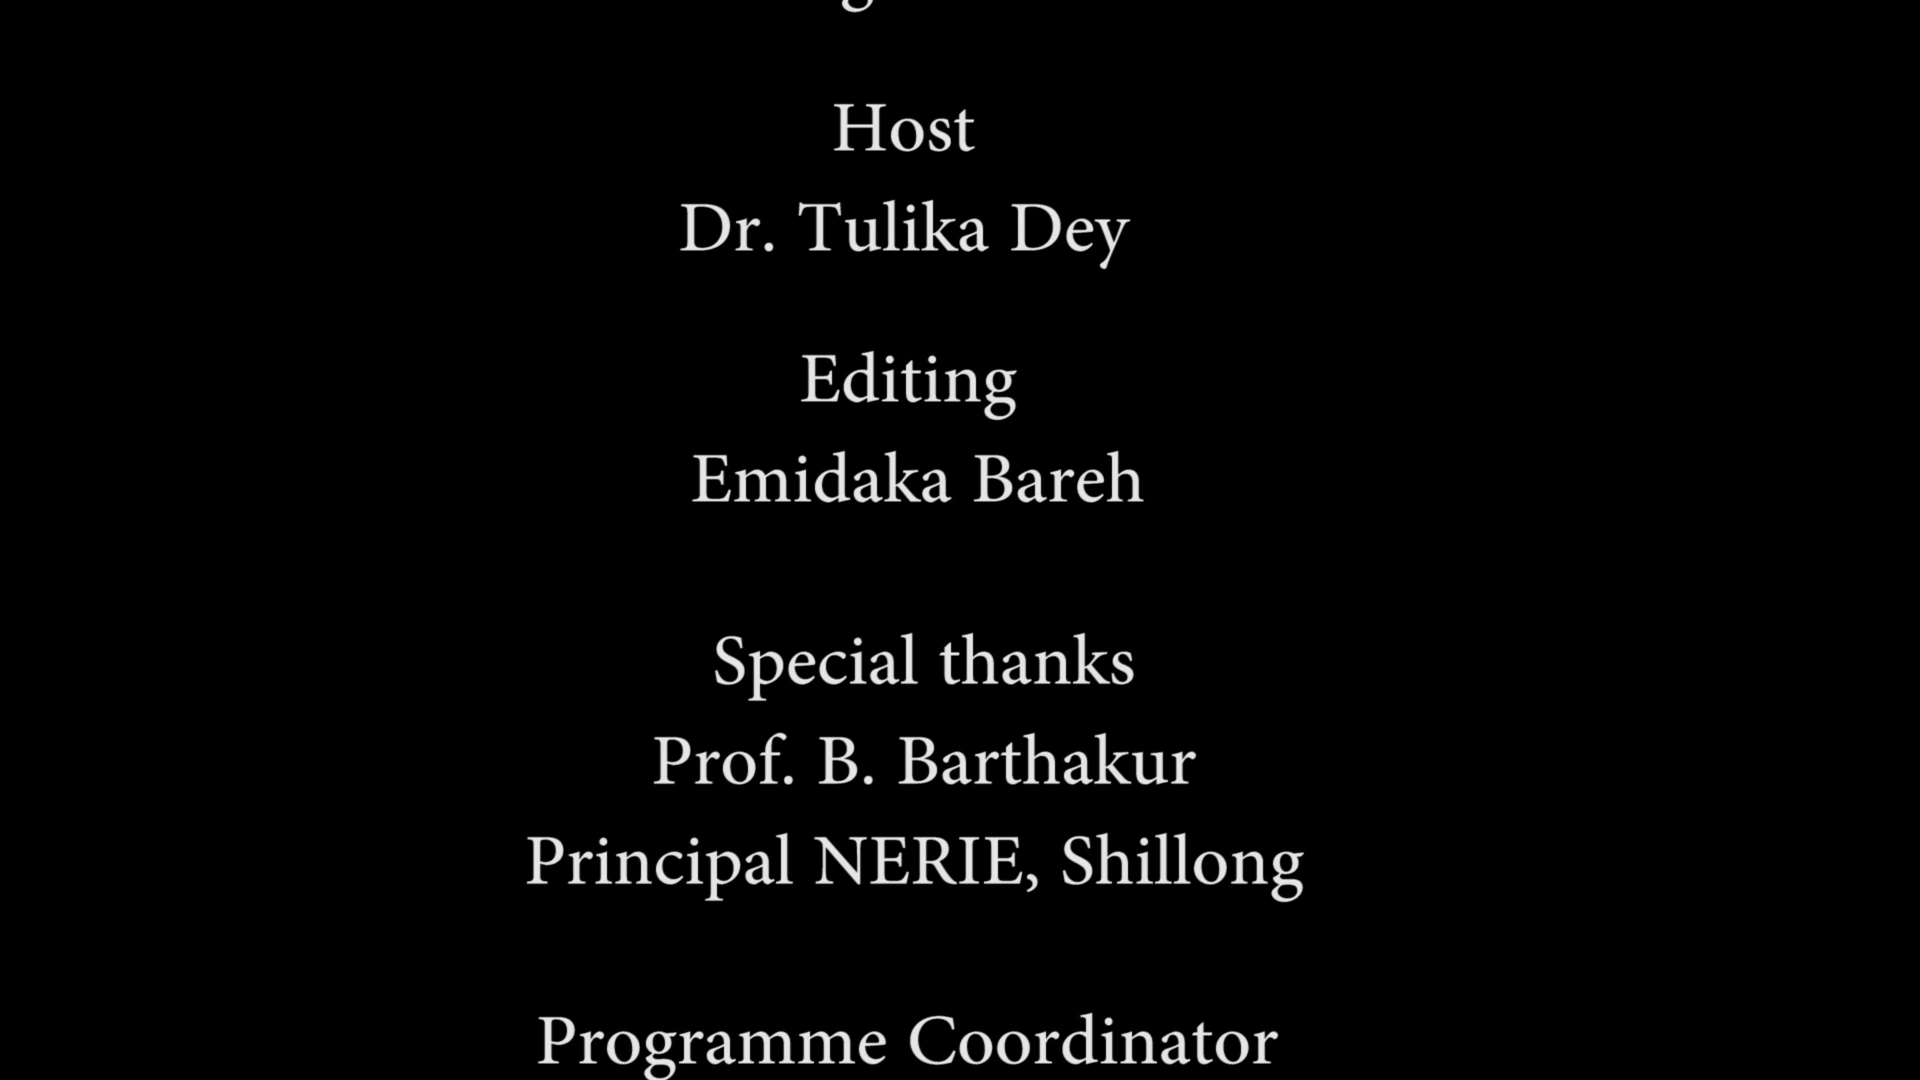 Host
Dr. Tulika Dey
Editing
Emidaka Bareh
Special thanks
Prof. B. Barthakur
Principal NERIE, Shillong
Programme Coordinator